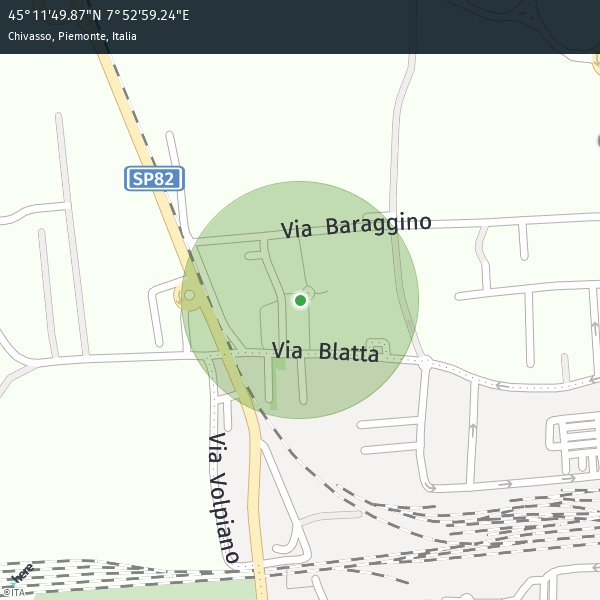 45°11'49.87"N 7°52'59.24"E
Chivasso, Piemonte, Italia
SP82
Via Baraggino
Via Blatta
Via Volpiano
here
©ITA